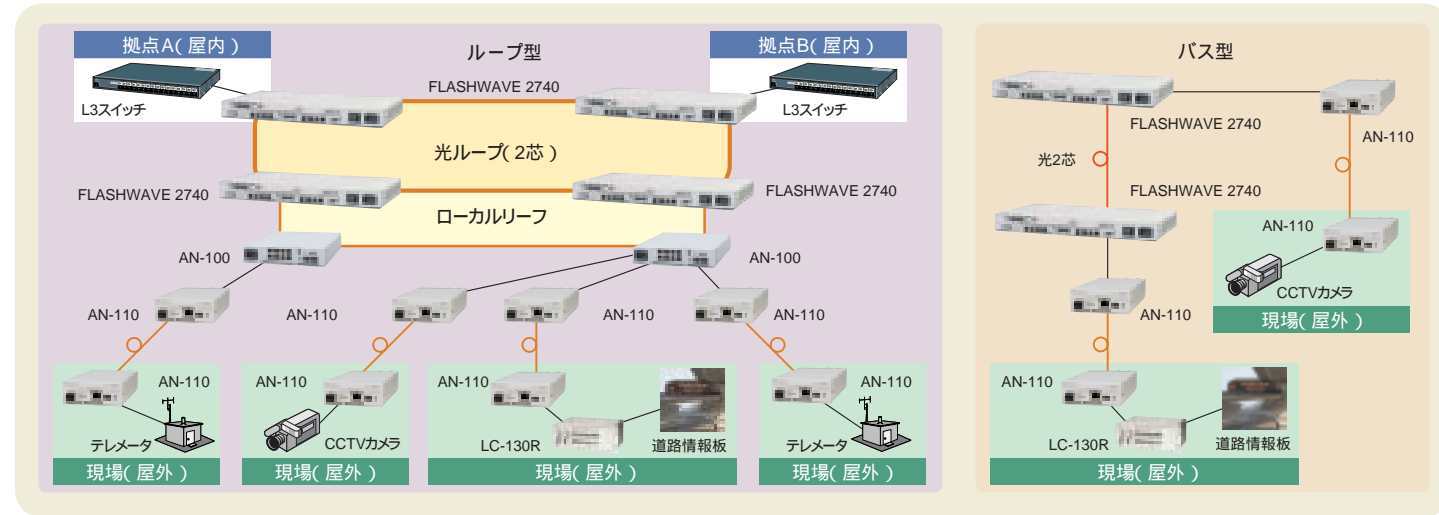 ループ型
拠点A(屋内)
拠点B(屋内)
L3スイッチ
FLASHWAVE 2740
L3スイッチ
光ループ(2芯)
FLASHWAVE 2740
FLASHWAVE 2740
ローカルリーフ
AN-100
AN-100
AN-110
AN-110
AN-110
AN-110
AN-110
AN-110
AN-110
AN-110
テレメータ
CCTVカメラ
LC-130R
道路情報板
テレメータ
現場(屋外)
現場(屋外)
現場(屋外)
現場(屋外)
バス型
FLASHWAVE 2740
AN-110
光2芯
FLASHWAVE 2740
AN-110
CCTVカメラ
現場(屋外)
AN-110
AN-110
LC-130R
道路情報板
現場(屋外)